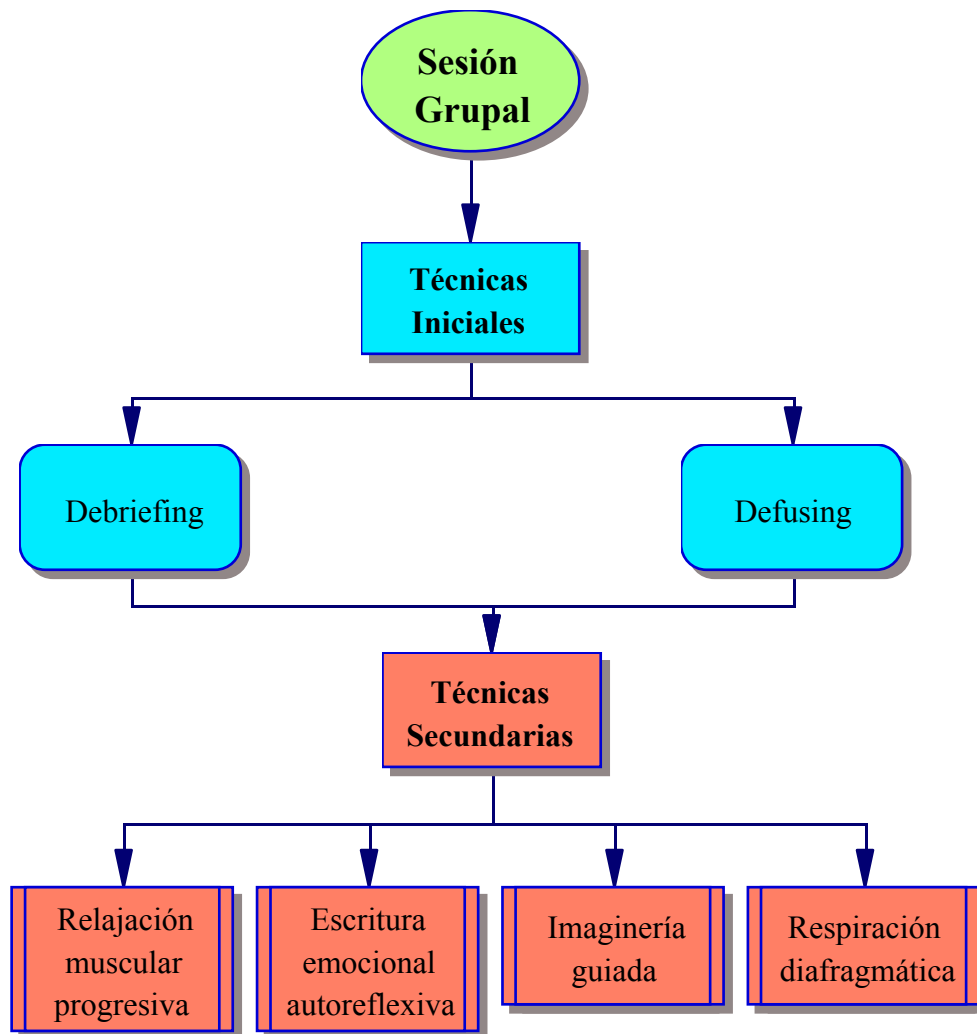 Sesión
Grupal
Técnicas
Iniciales
Debriefing
Defusing
Técnicas
Secundarias
Relajación
muscular
progresiva
Escritura
emocional
autoreflexiva
Imaginería
guiada
Respiración
diafragmática